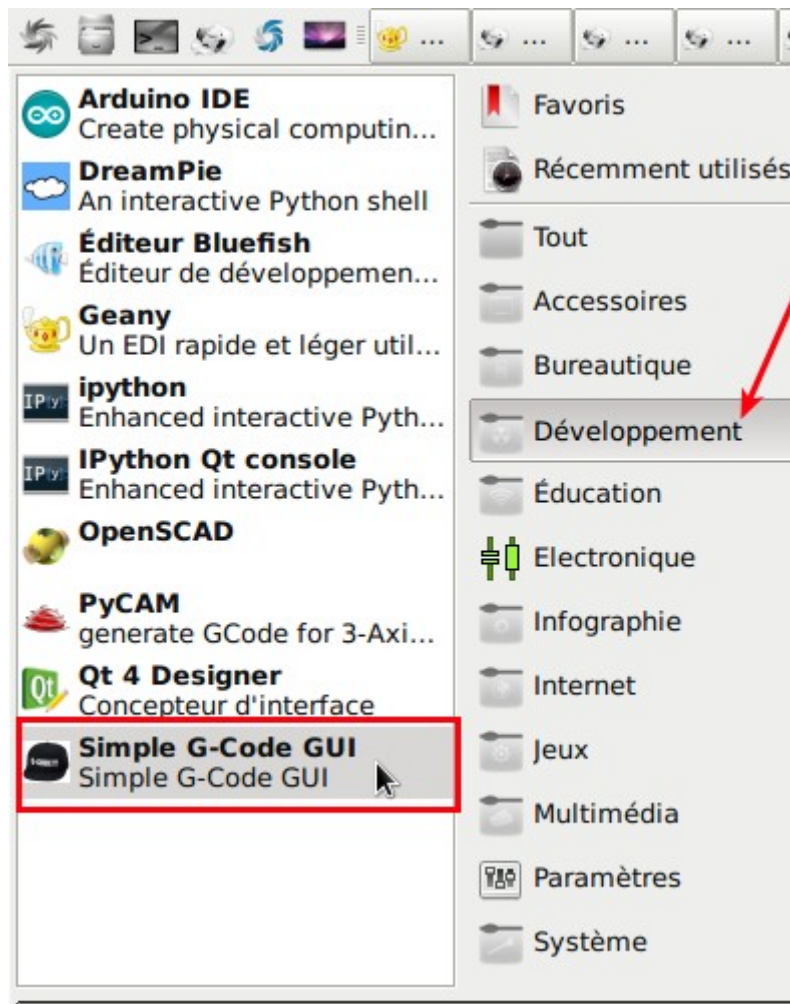 ... ... ... ...
Arduino IDE
Create physical computin...
DreamPie
An interactive Python shell
Éditeur Bluefish
Éditeur de développemen...
Geany
Un EDI rapide et léger util...
ipython
Enhanced interactive Pyth...
IPython Qt console
Enhanced interactive Pyth...
OpenSCAD
PyCAM
generate GCode for 3-Axi...
Qt 4 Designer
Concepteur d'interface
Simple G-Code GUI
Simple G-Code GUI
Favoris
Récemment utilisés
Tout
Accessoires
Bureautique
Développement
Éducation
Electronique
Infographie
Internet
Jeux
Multimédia
Paramètres
Système